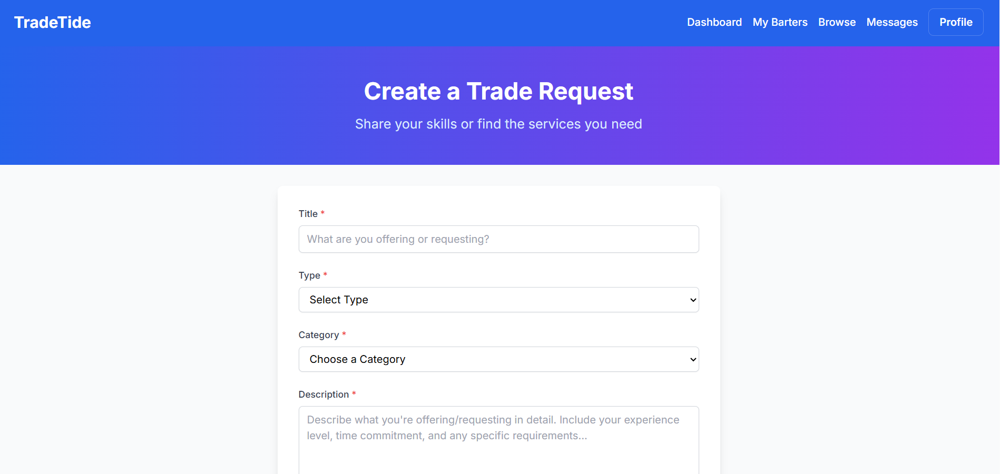 TradeTide
Dashboard My Barters Browse Messages Profile
Create a Trade Request
Share your skills or find the services you need
Title *
What are you offering or requesting?
Type *
Select Type
Category *
Choose a Category
Description *
Describe what you're offering/requesting in detail. Include your experience
level, time commitment, and any specific requirements...